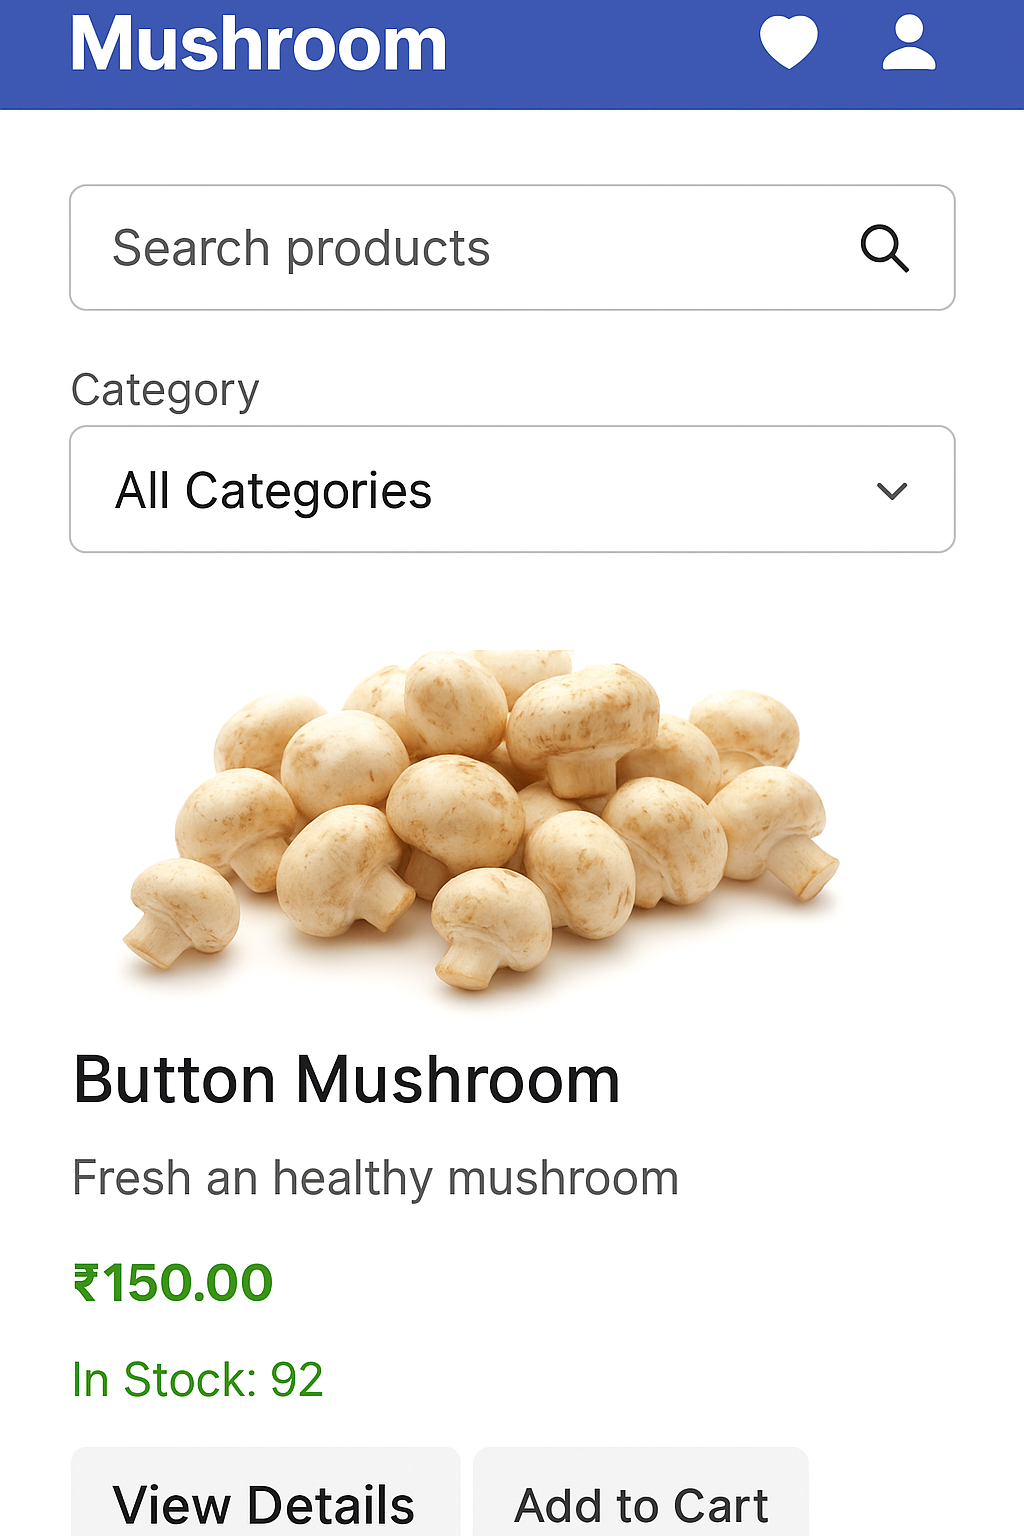 Mushroom
Search products
Category
All Categories
Button Mushroom
Fresh an healthy mushroom
₹150.00
In Stock: 92
View Details Add to Cart